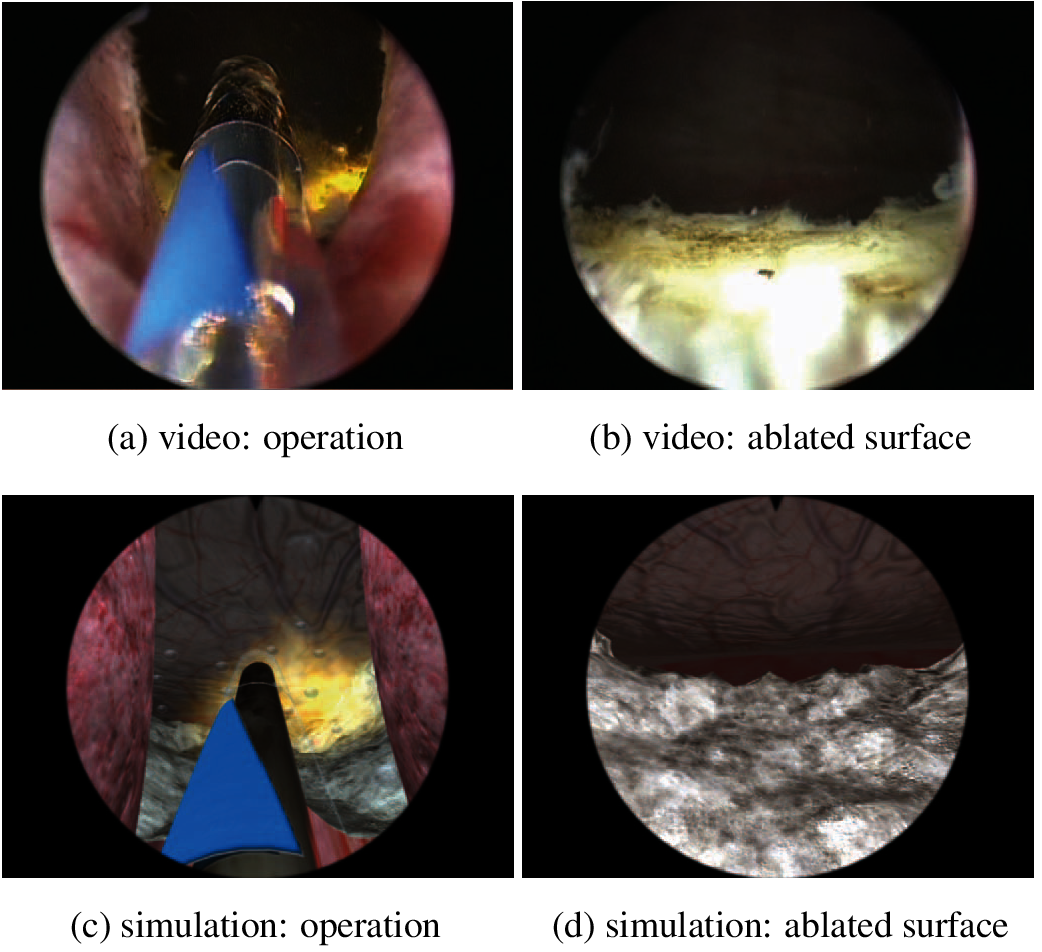 (a) video: operation
(b) video: ablated surface
(c) simulation: operation
(d) simulation: ablated surface